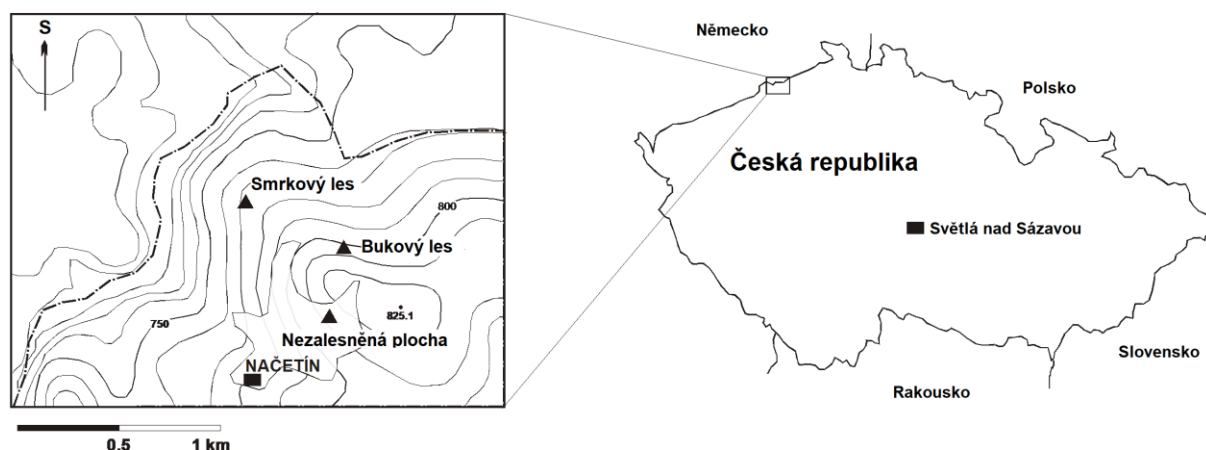 S
Smrkový les
800
Bukový les
825.1
750
Nezalesněná plocha
NAČETÍN
0.5
1 km
Německo
Polsko
Česká republika
Světlá nad Sázavou
Slovensko
Rakousko